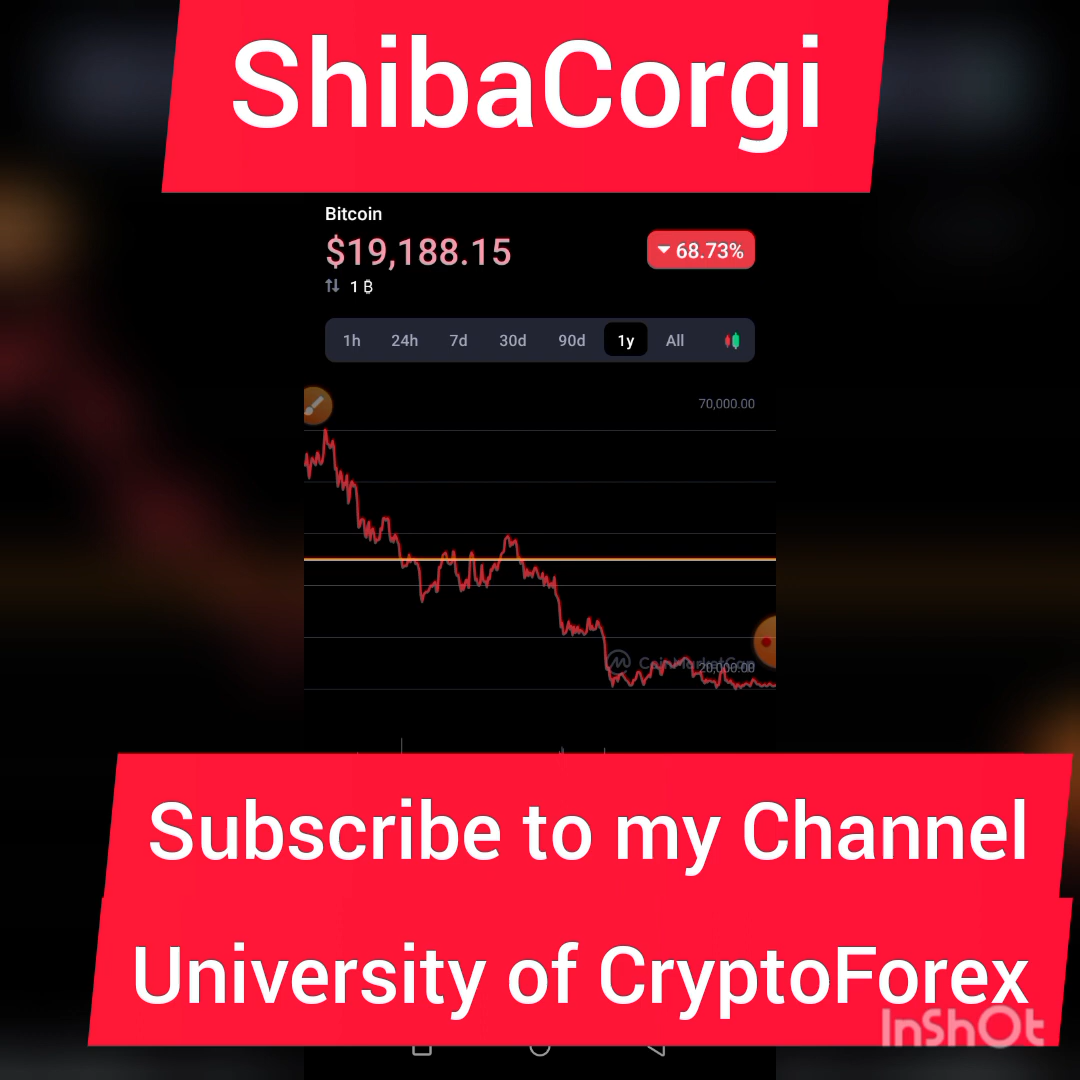 ShibaCorgi
Bitcoin
$19,188.15
68.73%
1 ₿
1h 24h 7d 30d 90d 1y All
70,000.00
CoinMarketCap
20,000.00
Subscribe to my Channel
University of CryptoForex
InShOt